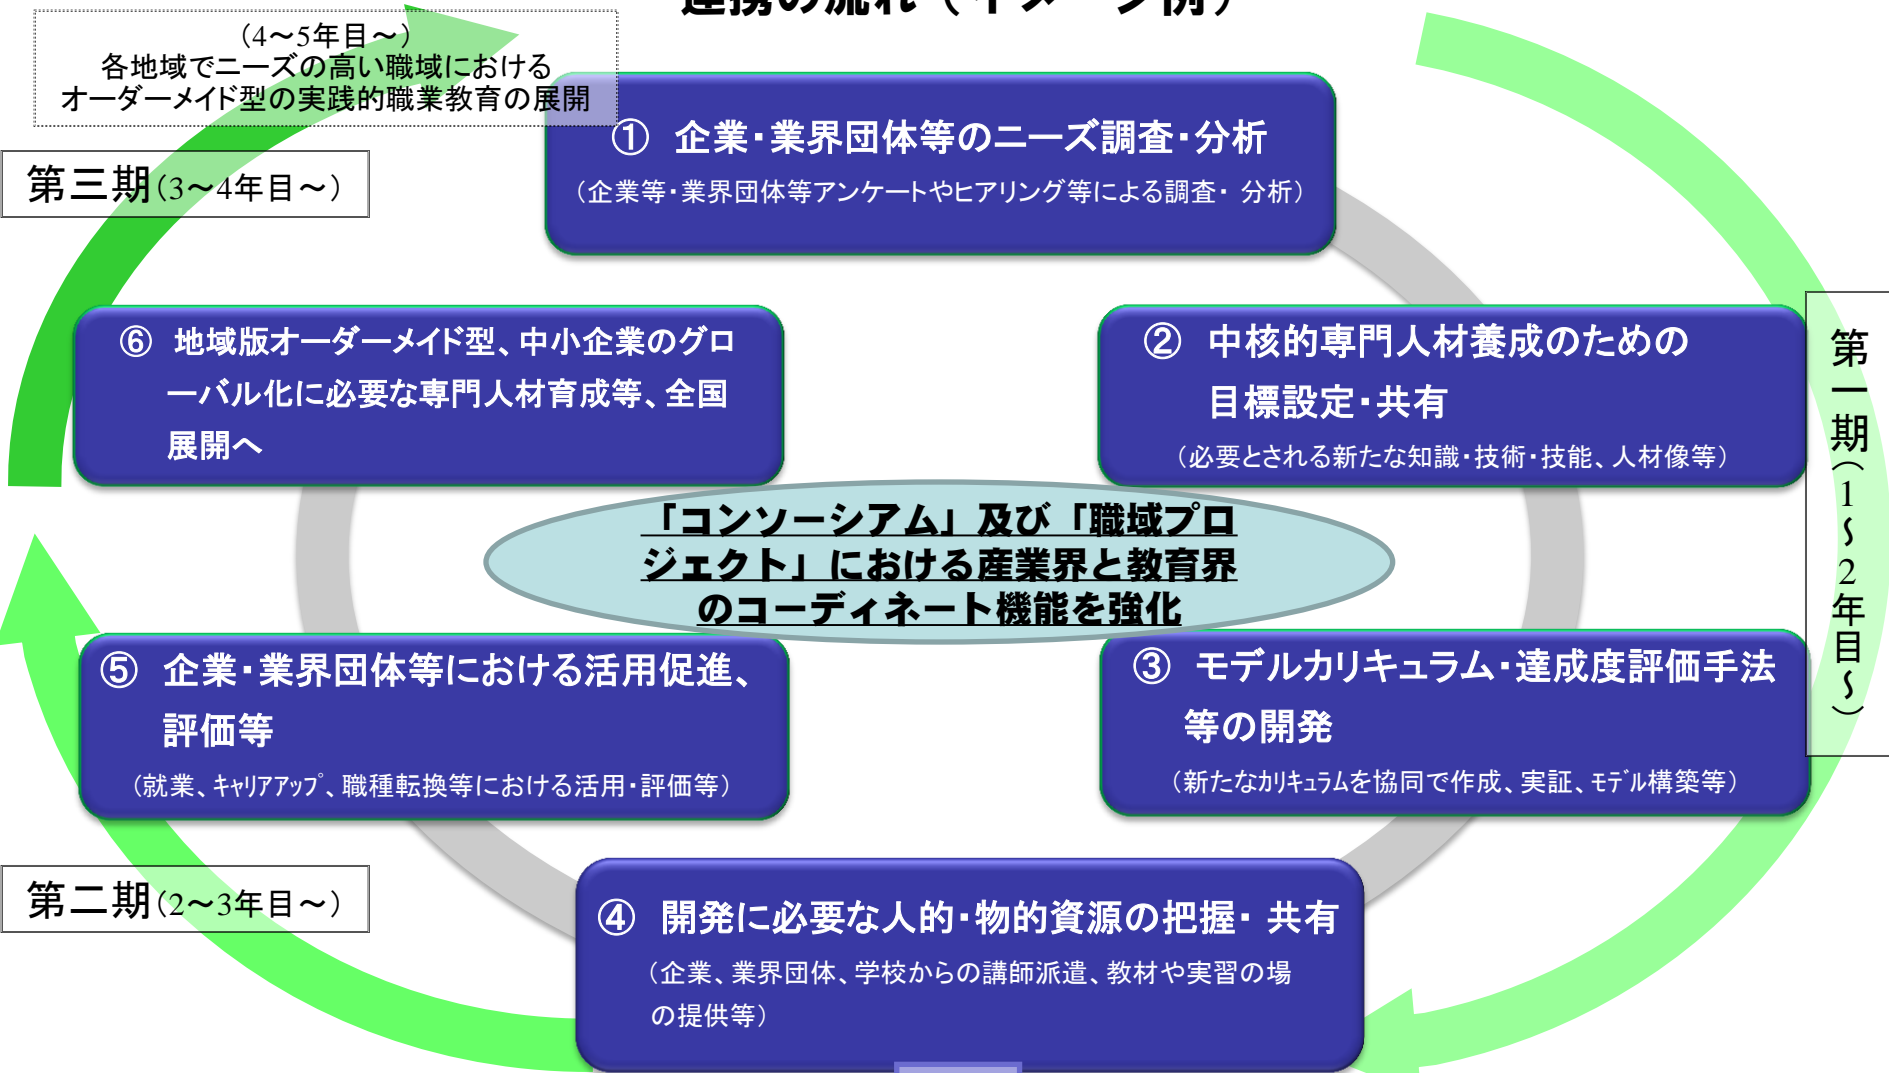 連携の流れ（イメージ例）
（4～5年目～）
各地域でニーズの高い職域における
オーダーメイド型の実践的職業教育の展開
① 企業・業界団体等のニーズ調査・分析
（企業等・業界団体等アンケートやヒアリング等による調査・ 分析）
第三期（3～4年目～）
⑥ 地域版オーダーメイド型、中小企業のグロ
ーバル化に必要な専門人材育成等、全国
展開へ
② 中核的専門人材養成のための
目標設定・共有
（必要とされる新たな知識・技術・技能、人材像等）
第一期（1～2年目～）
「コンソーシアム」及び「職域プロ
ジェクト」における産業界と教育界
のコーディネート機能を強化
⑤ 企業・業界団体等における活用促進、
評価等
（就業、ｷｬﾘｱｱｯﾌﾟ、職種転換等における活用・評価等）
③ モデルカリキュラム・達成度評価手法
等の開発
（新たなｶﾘｷｭﾗﾑを協同で作成、実証、ﾓﾃﾞﾙ構築等）
第二期（2～3年目～）
④ 開発に必要な人的・物的資源の把握・ 共有
（企業、業界団体、学校からの講師派遣、教材や実習の場
の提供等）